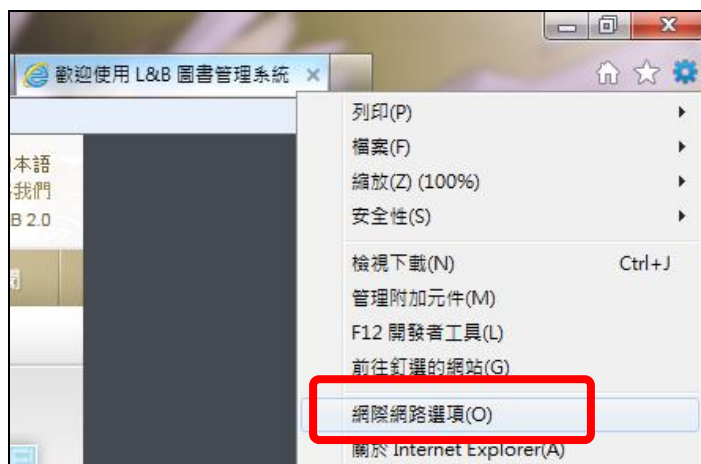 歡迎使用 L&B 圖書管理系統
列印(P)
本語
檔案(F)
我們
縮放(Z) (100%)
B 2.0
安全性(S)
檢視下載(N) Ctrl+J
管理附加元件(M)
F12 開發者工具(L)
前往釘選的網站(G)
網際網路選項(O)
關於 Internet Explorer(A)